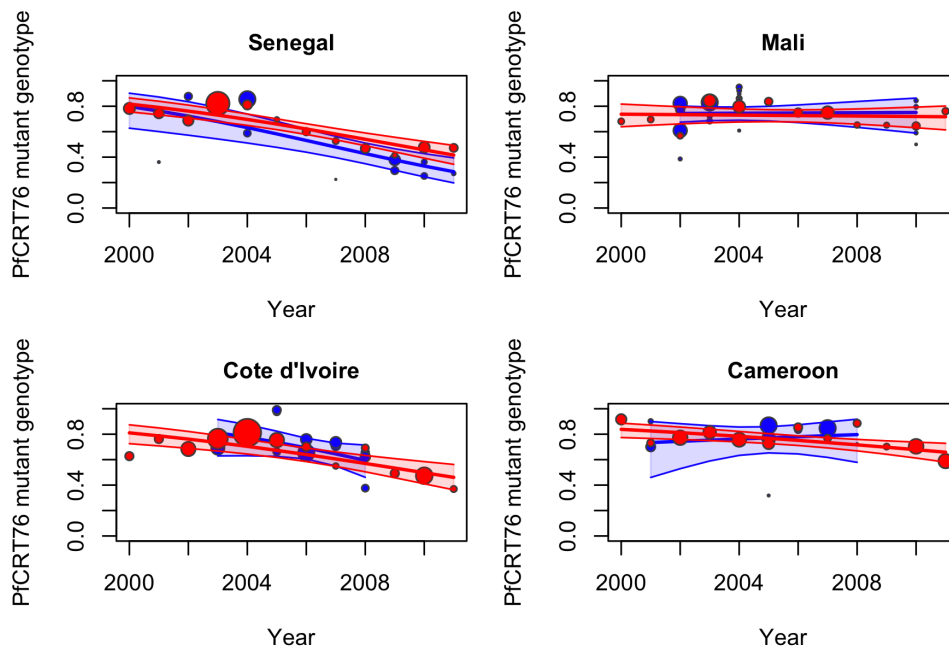 Senegal
PfCRT76 mutant genotype
0.0 0.4 0.8
2000 2004 2008
Year
Mali
PfCRT76 mutant genotype
0.0 0.4 0.8
2000 2004 2008
Year
Cote d'Ivoire
PfCRT76 mutant genotype
0.0 0.4 0.8
2000 2004 2008
Year
Cameroon
PfCRT76 mutant genotype
0.0 0.4 0.8
2000 2004 2008
Year